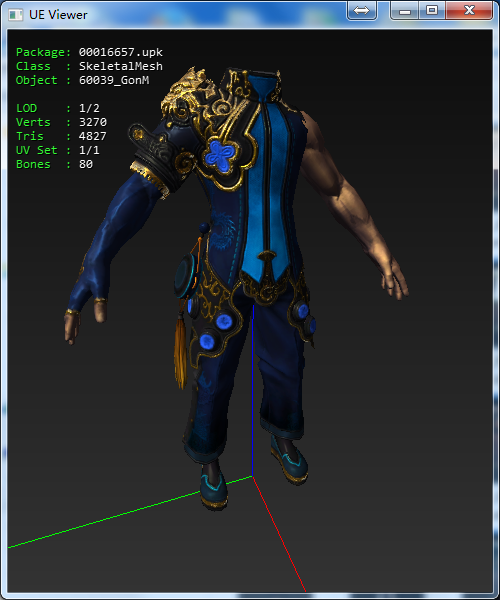 UE Viewer
Package: 00016657.upk
Class : SkeletalMesh
Object : 60039_GonM
LOD : 1/2
Verts : 3270
Tris : 4827
UV Set : 1/1
Bones : 80